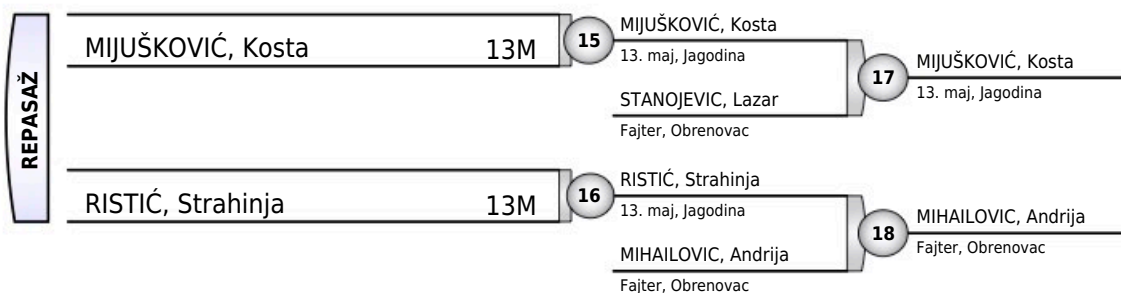 REPASAŽ
MIJUŠKOVIĆ, Kosta 13M
15
MIJUŠKOVIĆ, Kosta
13. maj, Jagodina
STANOJEVIC, Lazar
Fajter, Obrenovac
17
MIJUŠKOVIĆ, Kosta
13. maj, Jagodina
RISTIĆ, Strahinja 13M
16
RISTIĆ, Strahinja
13. maj, Jagodina
MIHAILOVIC, Andrija
Fajter, Obrenovac
18
MIHAILOVIC, Andrija
Fajter, Obrenovac